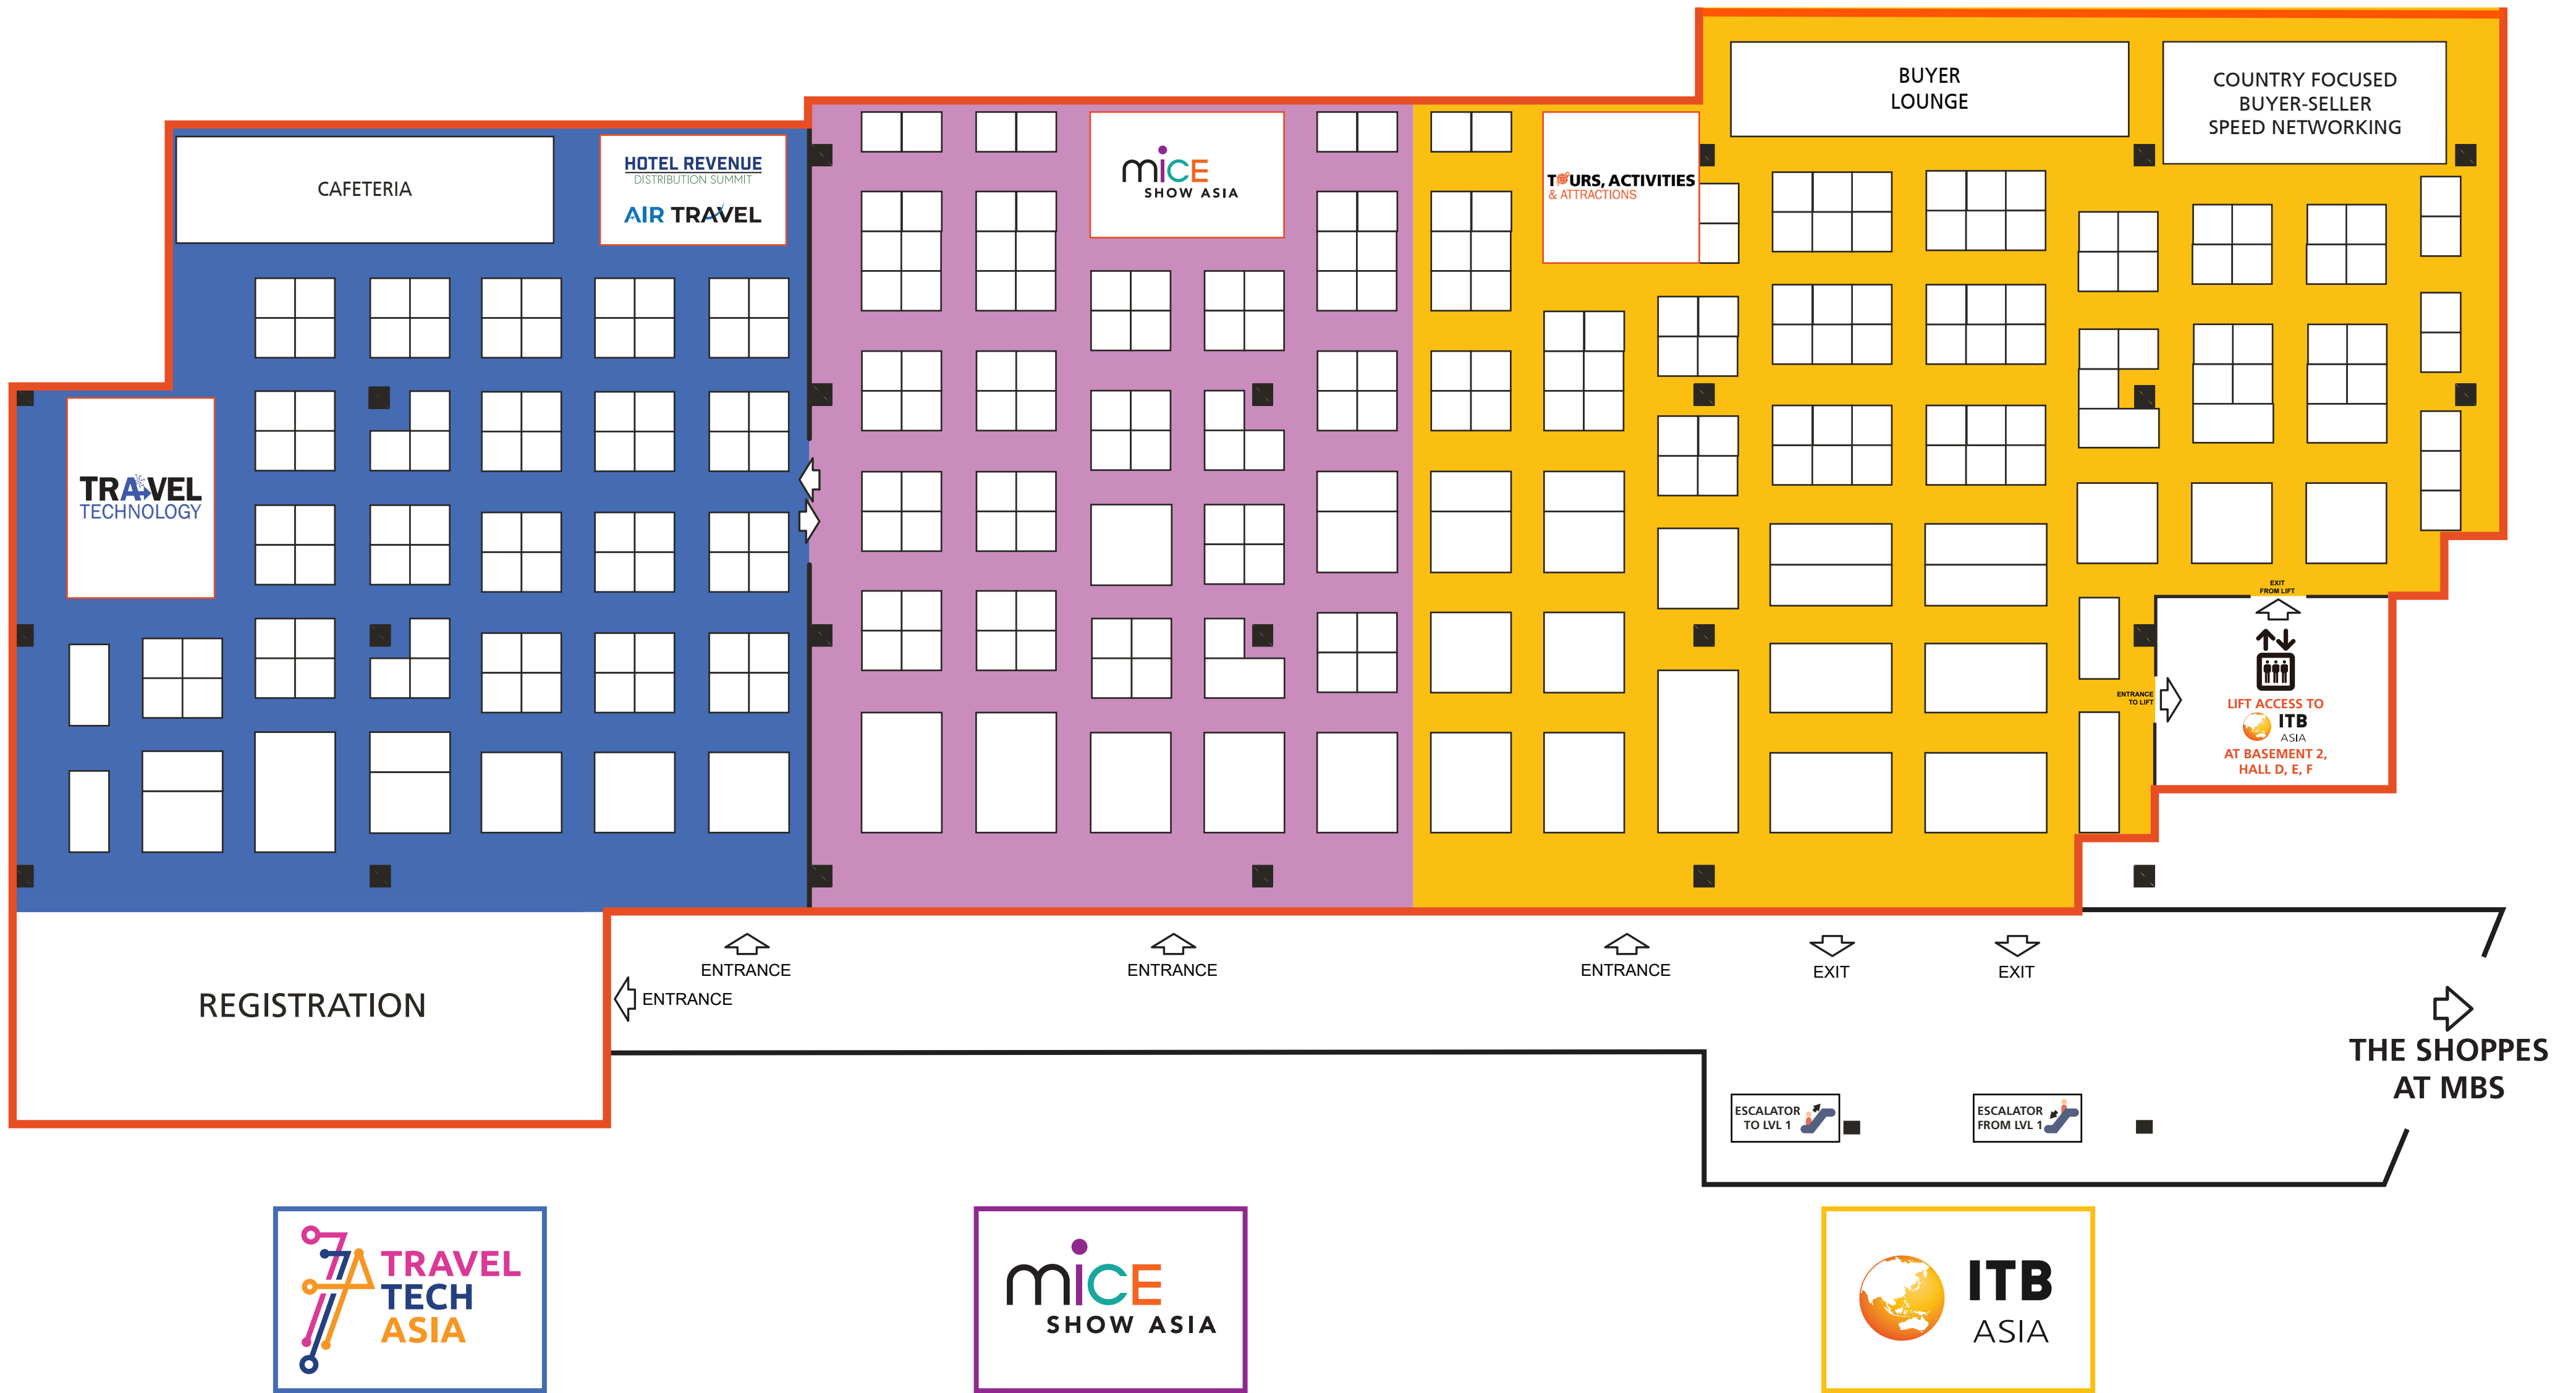 BUYER
LOUNGE
COUNTRY FOCUSED
BUYER-SELLER
SPEED NETWORKING
CAFETERIA
HOTEL REVENUE
DISTRIBUTION SUMMIT
AIR TRAVEL
mICE
SHOW ASIA
TOURS, ACTIVITIES
& ATTRACTIONS
TRAVEL
TECHNOLOGY
EXIT
FROM LIFT
ENTRANCE
TO LIFT
LIFT ACCESS TO
ITB
ASIA
AT BASEMENT 2,
HALL D, E, F
ENTRANCE
ENTRANCE
ENTRANCE
EXIT
EXIT
ENTRANCE
REGISTRATION
THE SHOPPES
AT MBS
ESCALATOR
TO LVL 1
ESCALATOR
FROM LVL 1
TRAVEL
TECH
ASIA
mICE
SHOW ASIA
ITB
ASIA